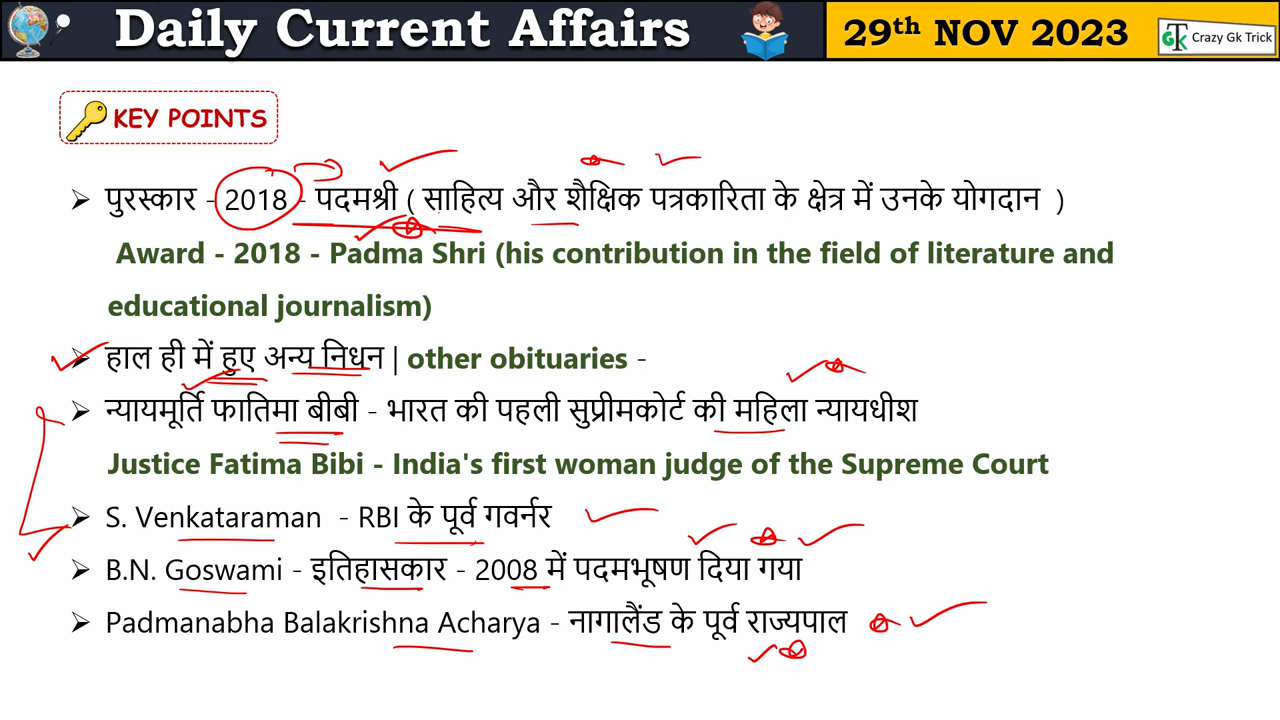 Daily Current Affairs
29th NOV 2023
GTK Crazy Gk Trick
KEY POINTS
पुरस्कार - 2018 - पदमश्री ( साहित्य और शैक्षिक पत्रकारिता के क्षेत्र में उनके योगदान )
Award - 2018 - Padma Shri (his contribution in the field of literature and
educational journalism)
हाल ही में हुए अन्य निधन | other obituaries -
न्यायमूर्ति फातिमा बीबी - भारत की पहली सुप्रीमकोर्ट की महिला न्यायधीश
Justice Fatima Bibi - India's first woman judge of the Supreme Court
S. Venkataraman - RBI के पूर्व गवर्नर
B.N. Goswami - इतिहासकार - 2008 में पदमभूषण दिया गया
Padmanabha Balakrishna Acharya - नागालैंड के पूर्व राज्यपाल